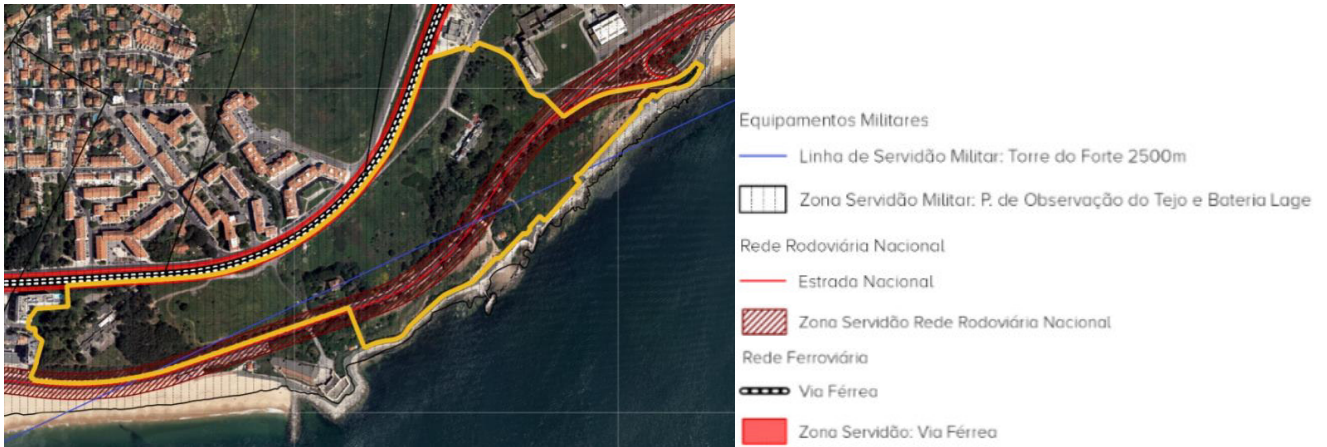 Equipamentos Militares
Linha de Servidão Militar: Torre do Forte 2500m
Zona Servidão Militar: P. de Observação do Tejo e Bateria Lage
Rede Rodoviária Nacional
Estrada Nacional
Zona Servidão Rede Rodoviária Nacional
Rede Ferroviária
Via Férrea
Zona Servidão: Via Férrea